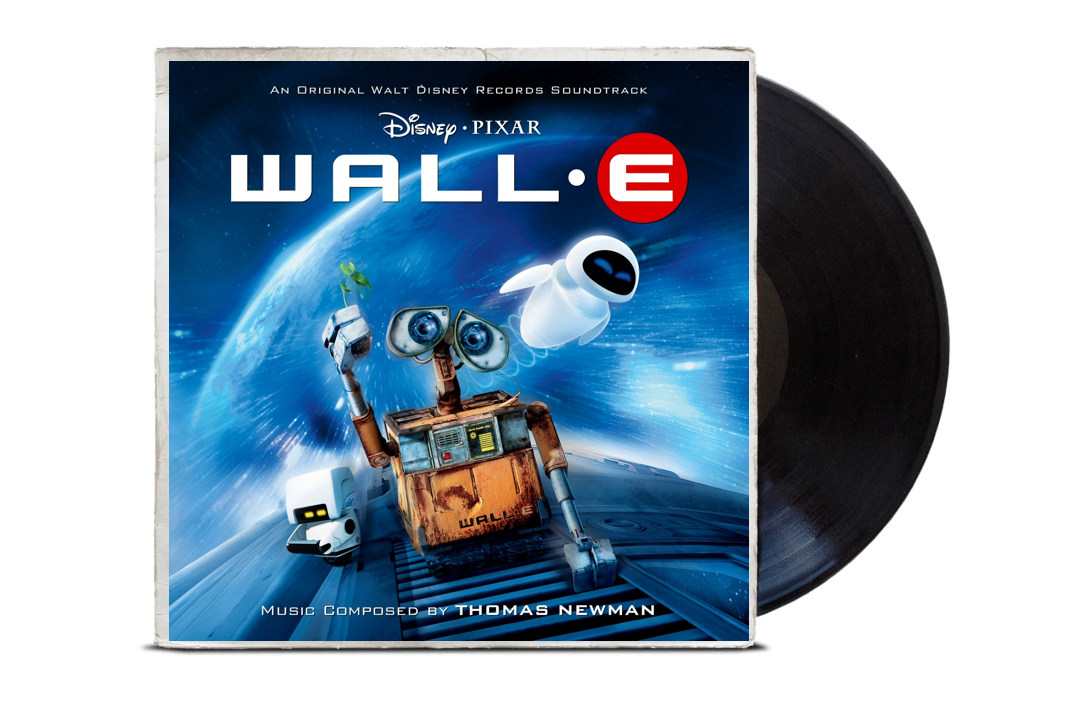 An Original Walt Disney Records Soundtrack
Disney · PIXAR
WALL·E
WALL·E
Music Composed by THOMAS NEWMAN